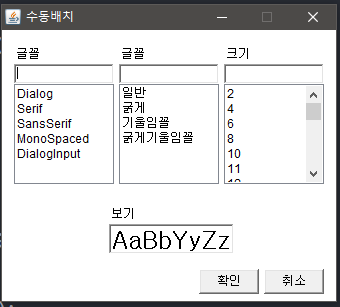 수동배치
글꼴 글꼴 크기
Dialog
Serif
SansSerif
MonoSpaced
DialogInput
일반
굵게
기울임꼴
굵게기울임꼴
2
4
6
8
10
11
보기
AaBbYyZz
확인 취소